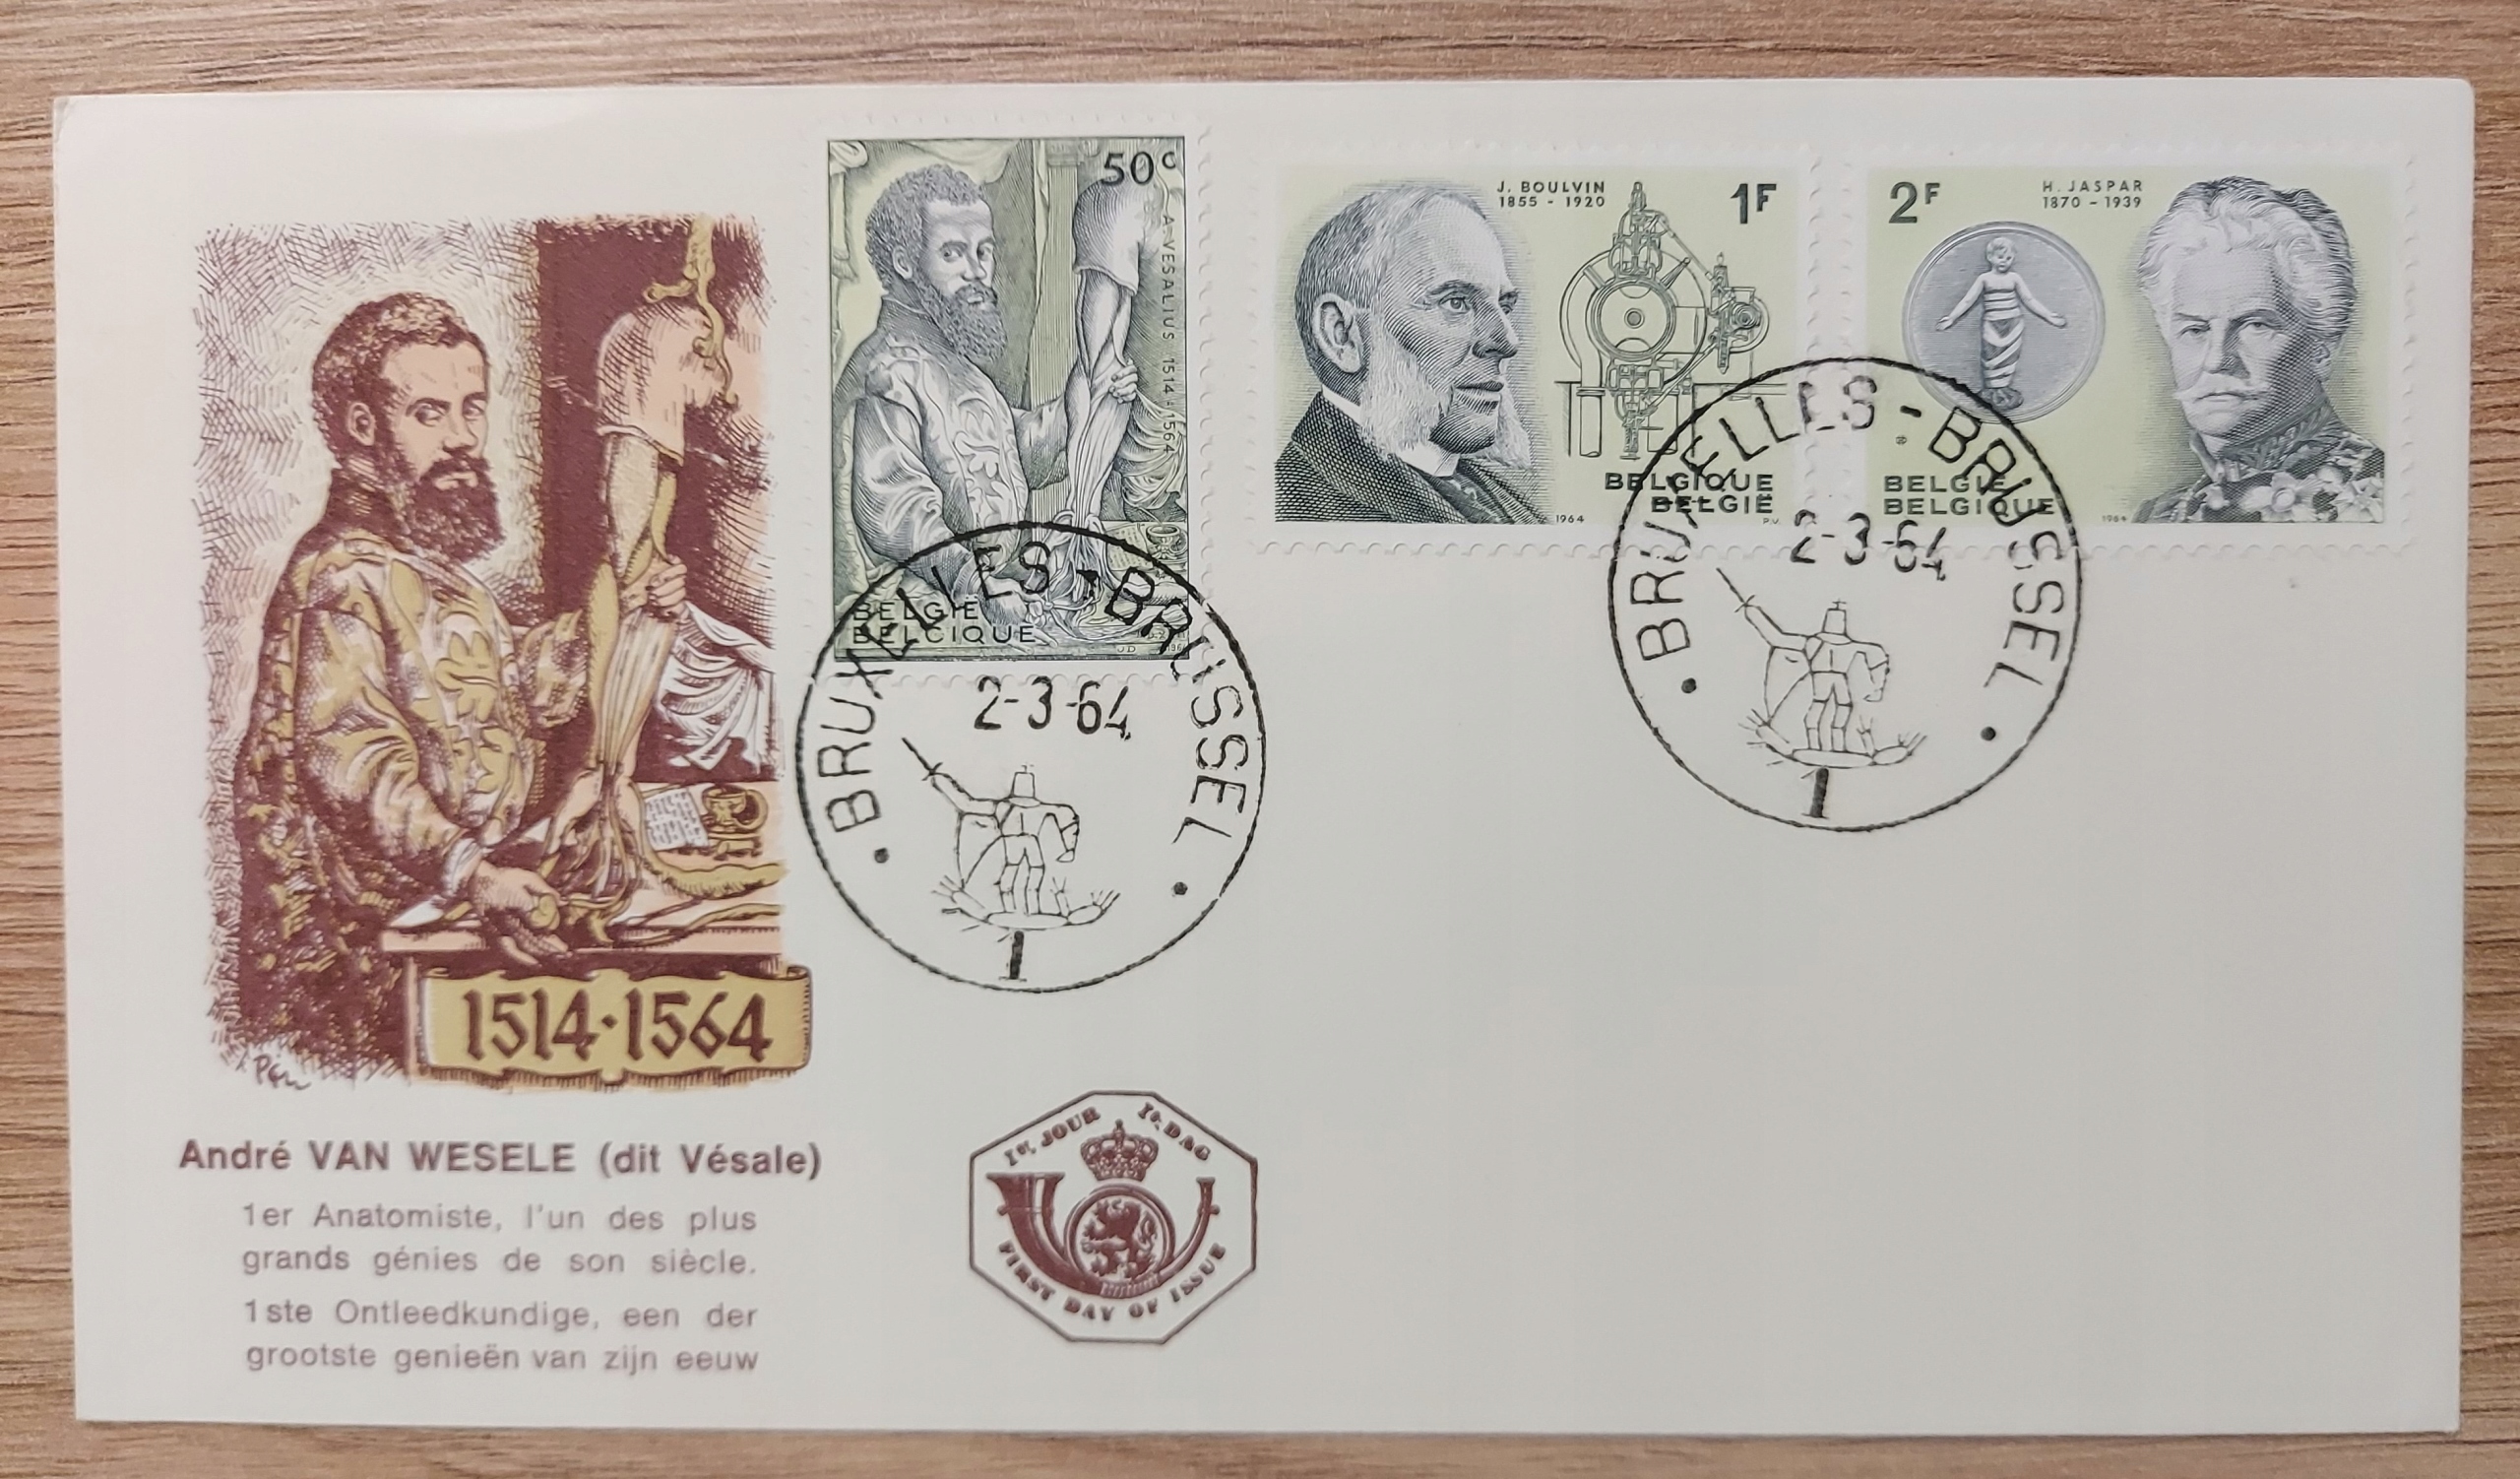 50c
A. VESALIUS 1514-1564
BELGIË
BELGIQUE
J. BOULVIN
1855 - 1920
1F
BELGIQUE
BELGIË
1964
P.V.
2F
H. JASPAR
1870 - 1939
BELGIË
BELGIQUE
1964
BRUXELLES - BRUSSEL
2-3-64
1
BRUXELLES - BRUSSEL
2-3-64
1
1514·1564
André VAN WESELE (dit Vésale)
1er Anatomiste, l'un des plus
grands génies de son siècle.
1ste Ontleedkundige, een der
grootste genieën van zijn eeuw
1er. JOUR 1e. DAG
FIRST DAY OF ISSUE